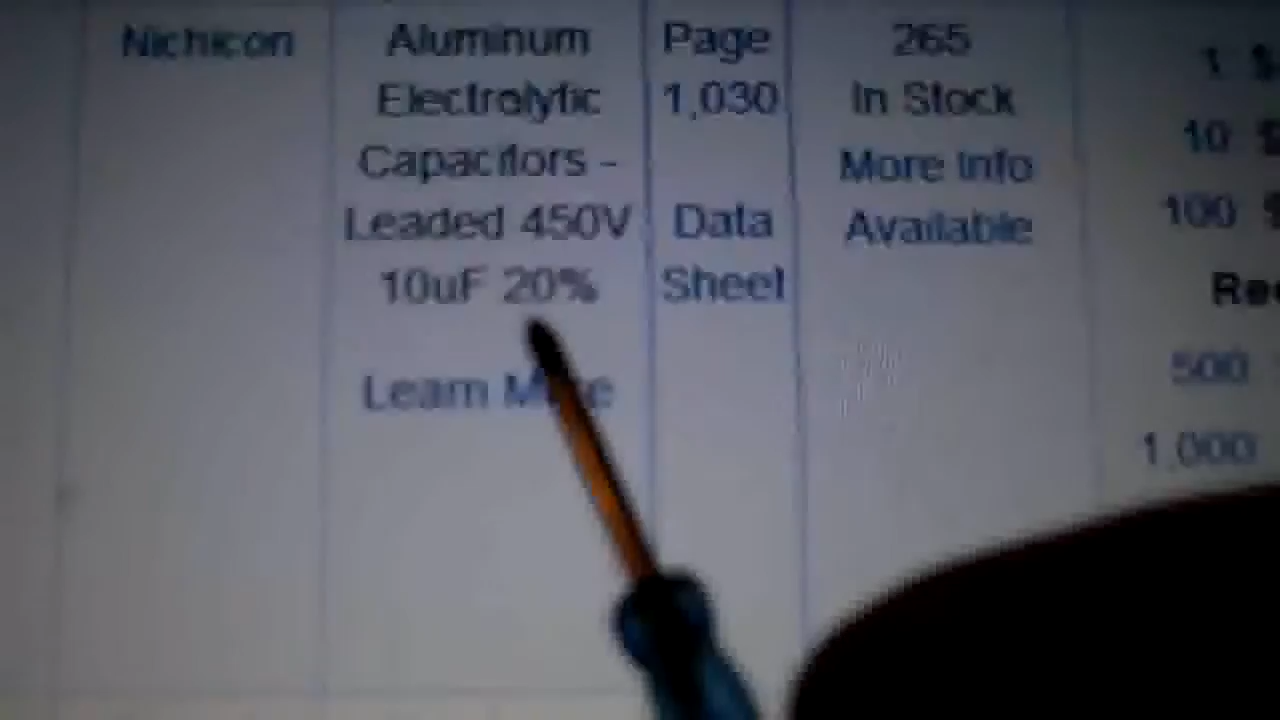 Nichicon
Aluminum
Electrolytic
Capacitors -
Leaded 450V
10uF 20%
Learn More
Page
1,030
Data
Sheet
265
In Stock
More Info
Available
1 $
10 $
100 $
500
1,000